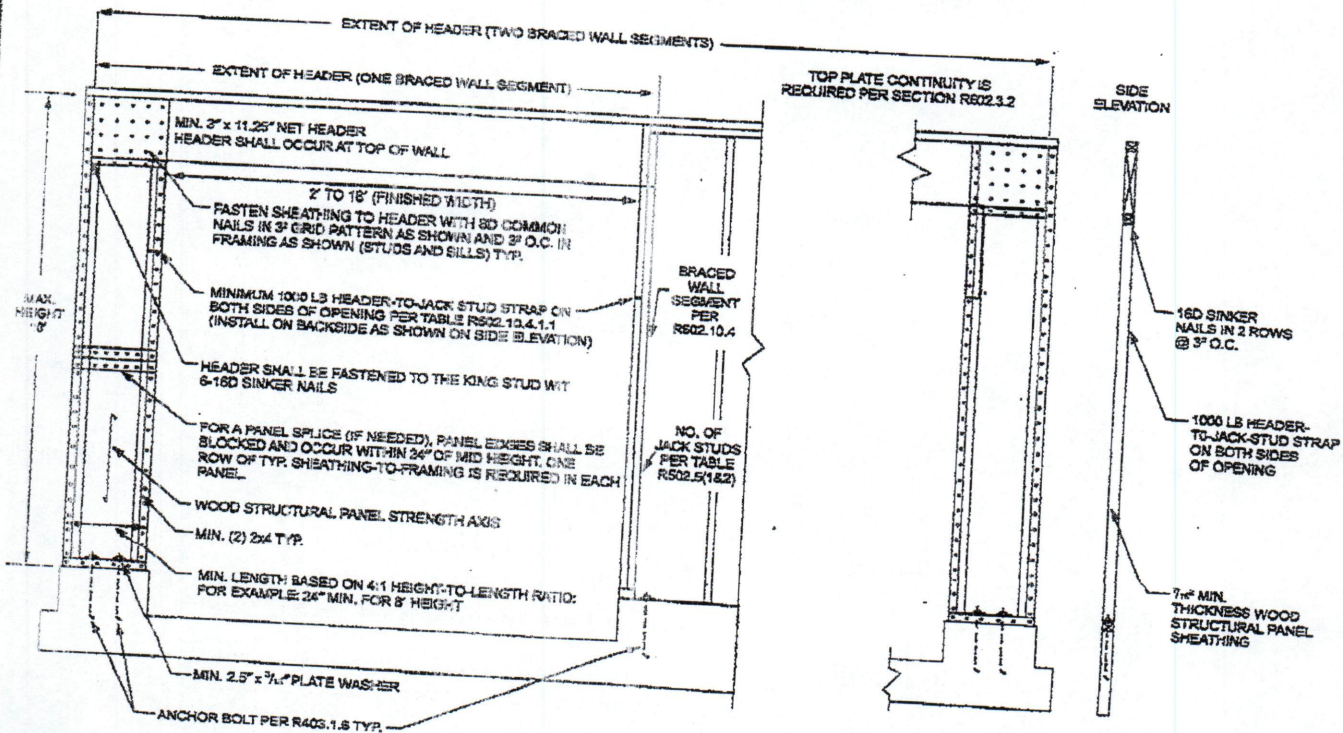 EXTENT OF HEADER (TWO BRACED WALL SEGMENTS)
EXTENT OF HEADER (ONE BRACED WALL SEGMENT)
TOP PLATE CONTINUITY IS
REQUIRED PER SECTION R602.3.2
SIDE
ELEVATION
MIN. 3" x 11.25" NET HEADER
HEADER SHALL OCCUR AT TOP OF WALL
2' TO 18' (FINISHED WIDTH)
FASTEN SHEATHING TO HEADER WITH 8D COMMON
NAILS IN 3" GRID PATTERN AS SHOWN AND 3" O.C. IN
FRAMING AS SHOWN (STUDS AND SILLS) TYP.
MAX.
HEIGHT
MINIMUM 1000 LB HEADER-TO-JACK STUD STRAP ON
BOTH SIDES OF OPENING PER TABLE R602.10.4.1.1
(INSTALL ON BACKSIDE AS SHOWN ON SIDE ELEVATION)
BRACED
WALL
SEGMENT
PER
R602.10.4
HEADER SHALL BE FASTENED TO THE KING STUD WIT
6-16D SINKER NAILS
FOR A PANEL SPLICE (IF NEEDED), PANEL EDGES SHALL BE
BLOCKED AND OCCUR WITHIN 24" OF MID HEIGHT. ONE
ROW OF TYP. SHEATHING-TO-FRAMING IS REQUIRED IN EACH
PANEL
NO. OF
JACK STUDS
PER TABLE
R502.5(1&2)
WOOD STRUCTURAL PANEL STRENGTH AXIS
MIN. (2) 2x4 TYP.
MIN. LENGTH BASED ON 4:1 HEIGHT-TO-LENGTH RATIO:
FOR EXAMPLE: 24" MIN. FOR 8' HEIGHT
MIN. 2.5" x 3/16" PLATE WASHER
ANCHOR BOLT PER R403.1.6 TYP.
16D SINKER
NAILS IN 2 ROWS
@ 3" O.C.
1000 LB HEADER-
TO-JACK-STUD STRAP
ON BOTH SIDES
OF OPENING
7/16" MIN.
THICKNESS WOOD
STRUCTURAL PANEL
SHEATHING